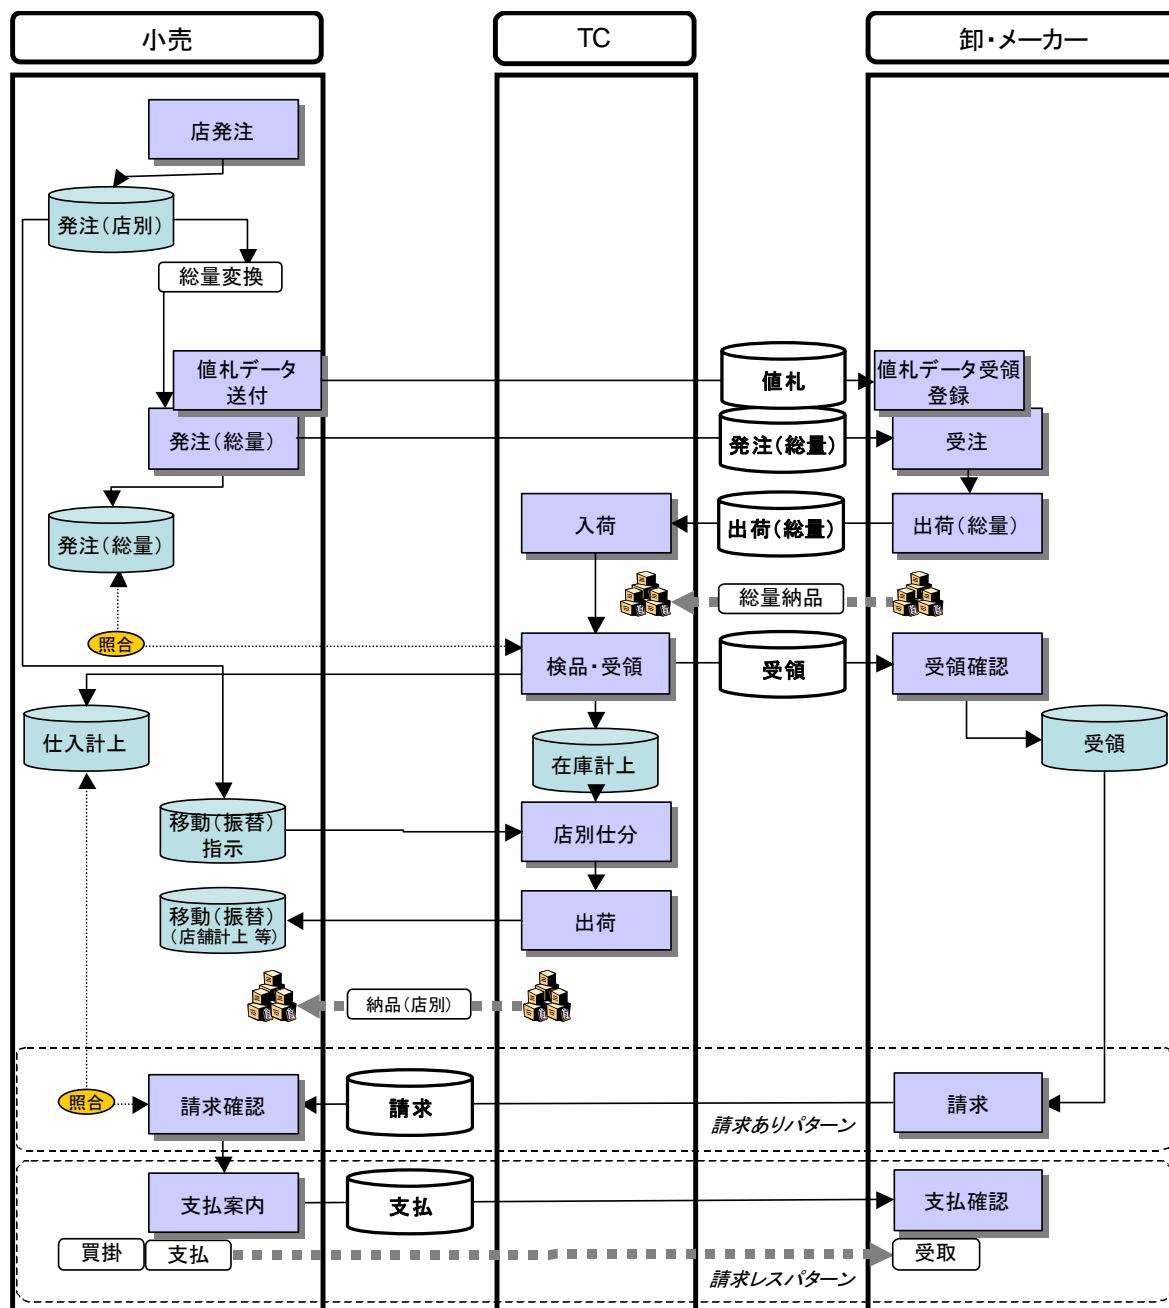 小売
TC
卸・メーカー
店発注
発注(店別)
総量変換
値札データ
送付
値札
値札データ受領
登録
発注(総量)
発注(総量)
受注
発注(総量)
入荷
出荷(総量)
出荷(総量)
総量納品
照合
検品・受領
受領
受領確認
仕入計上
在庫計上
受領
移動(振替)
指示
店別仕分
移動(振替)
(店舗計上 等)
出荷
納品(店別)
照合
請求確認
請求
請求
請求ありパターン
支払案内
支払
支払確認
買掛
支払
受取
請求レスパターン